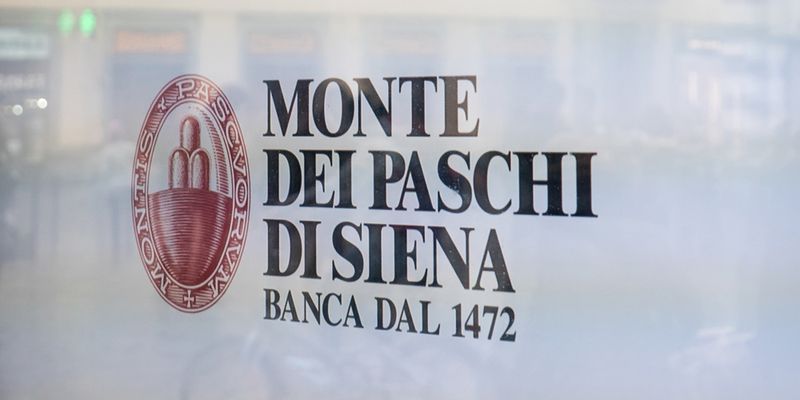 MONTIS PASCVORVM
MONTE
DEI PASCHI
DI SIENA
BANCA DAL 1472